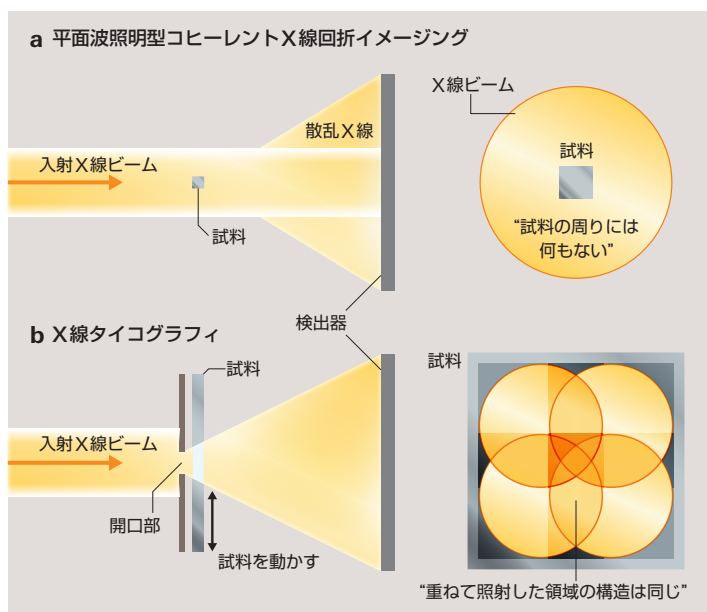 a 平面波照明型コヒーレントX線回折イメージング
入射X線ビーム
試料
散乱X線
X線ビーム
試料
“試料の周りには
何もない”
検出器
b X線タイコグラフィ
入射X線ビーム
開口部
試料
試料を動かす
試料
“重ねて照射した領域の構造は同じ”